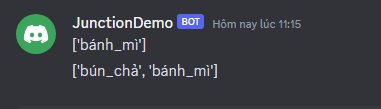 JunctionDemo BOT Hôm nay lúc 11:15
['bánh_mì']
['bún_chả', 'bánh_mì']